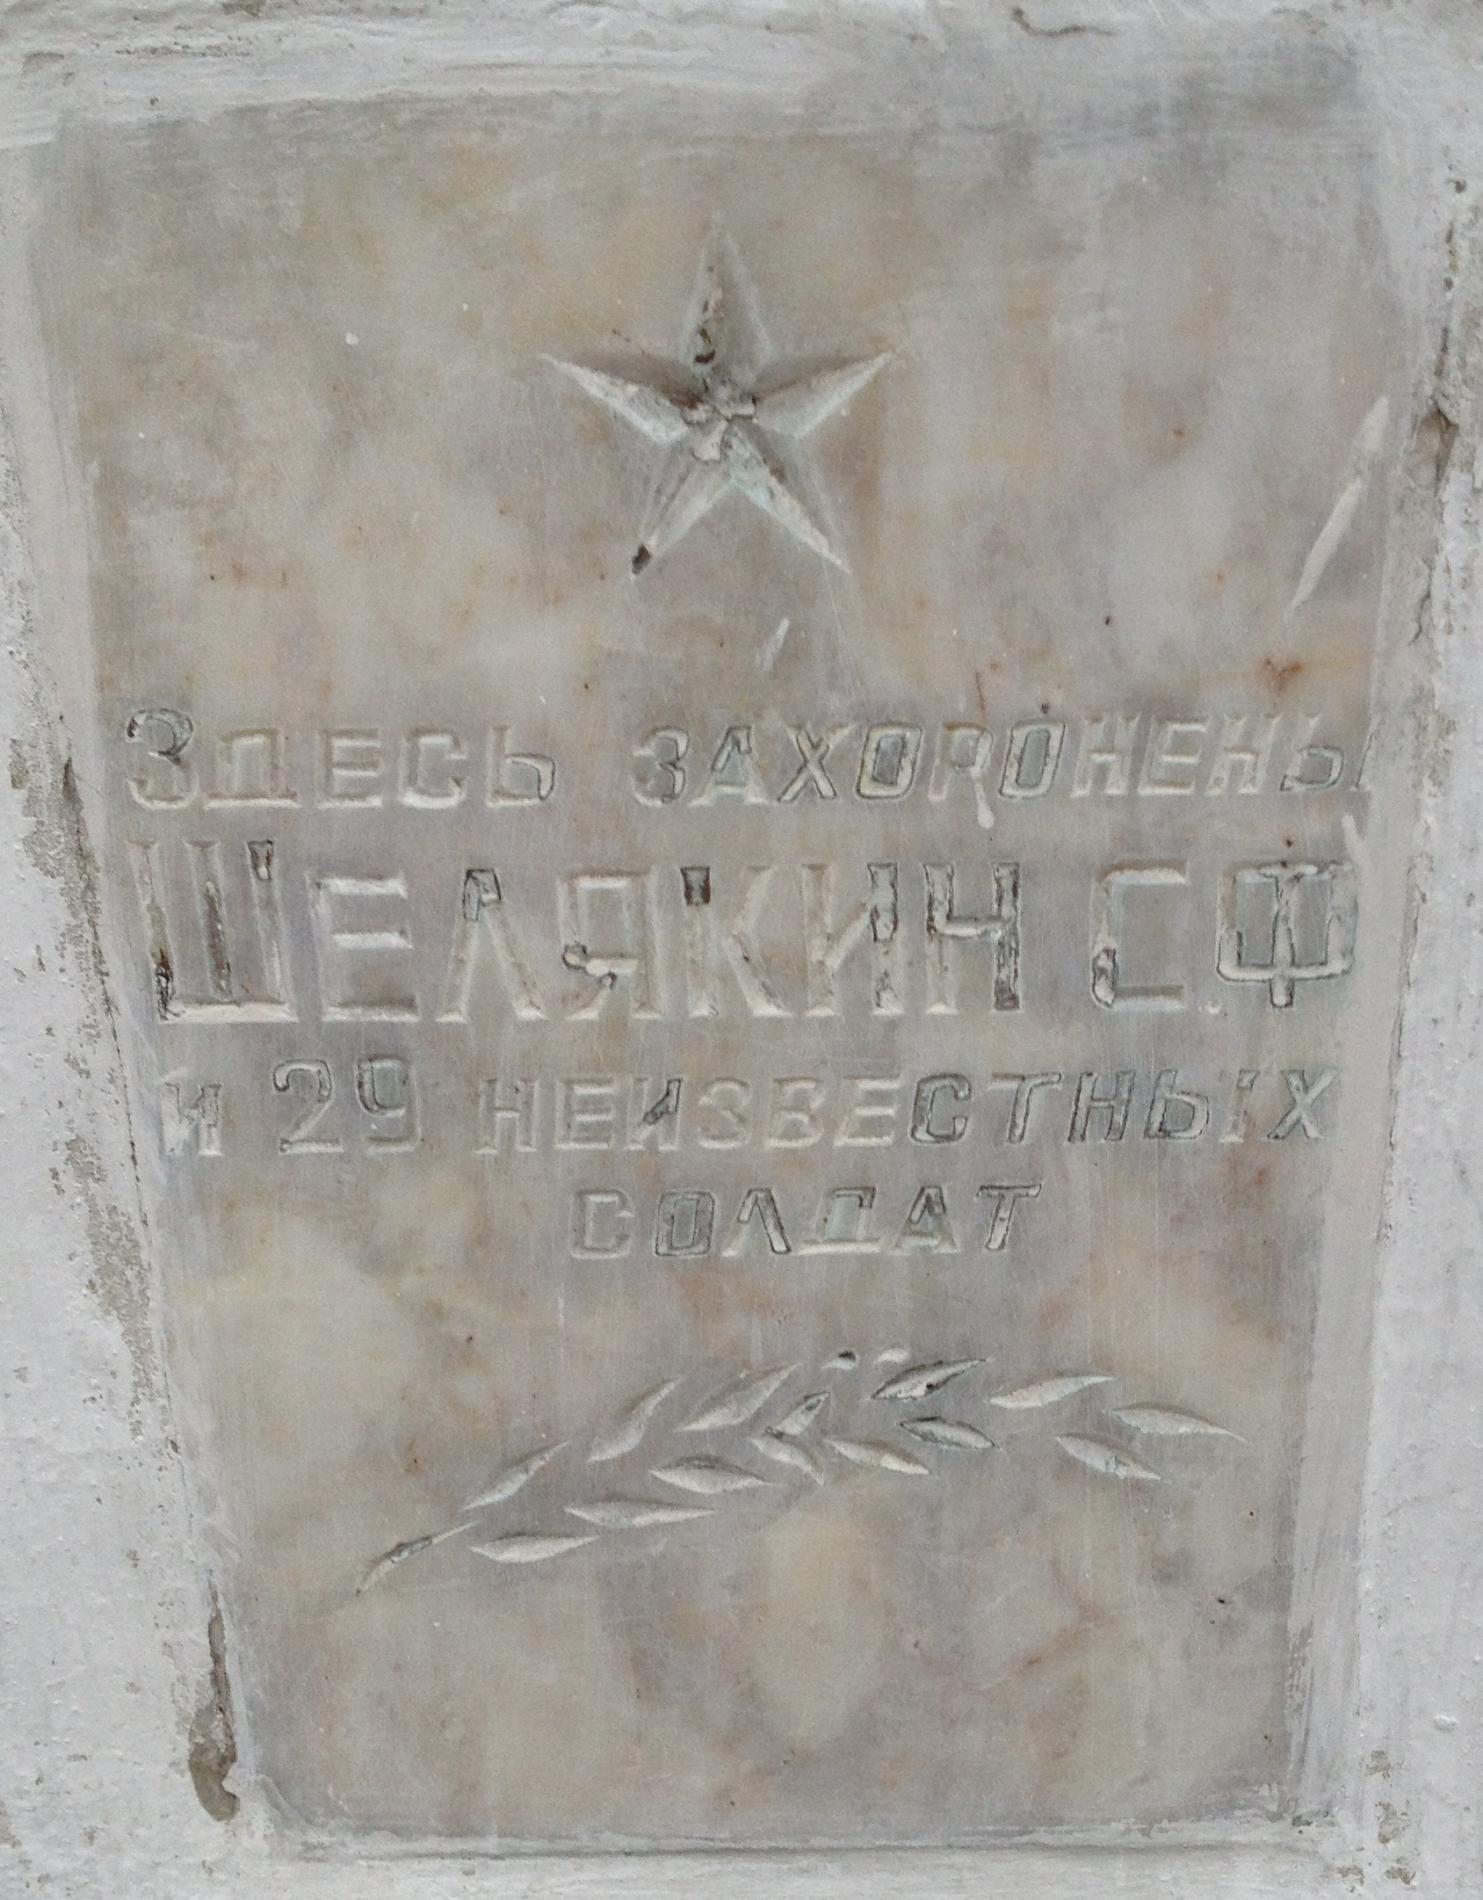 Здесь захоронены
ШЕЛЯКИН С.Ф
и 29 неизвестных
солдат